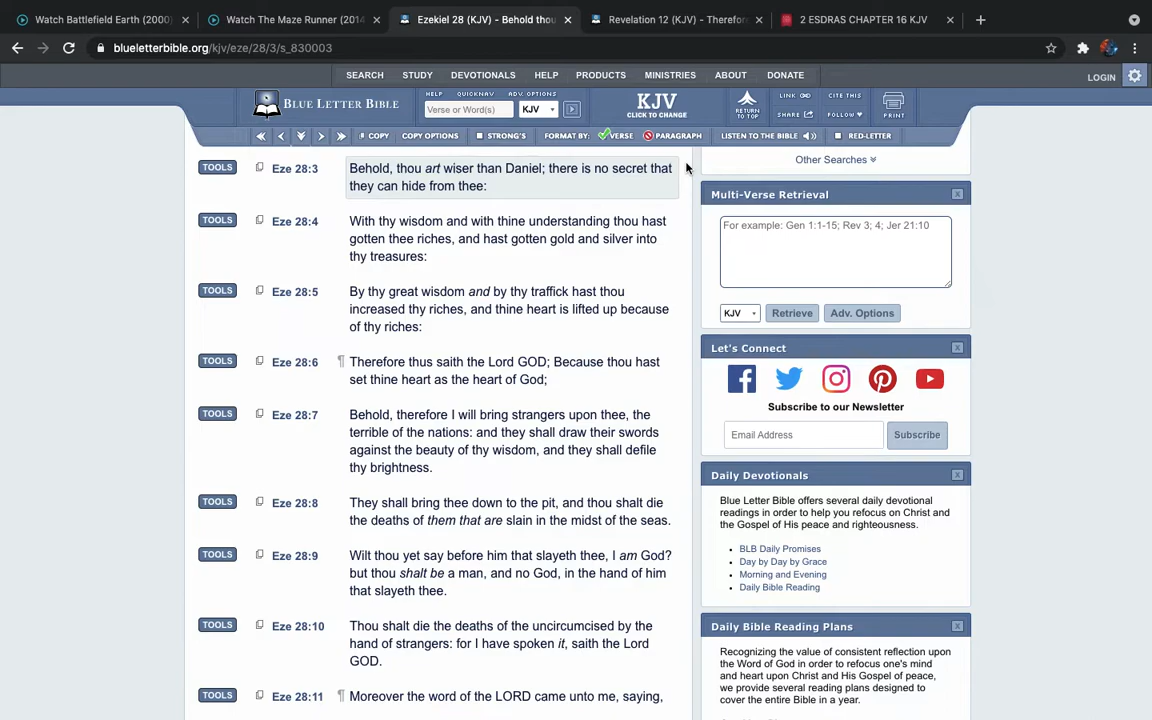 Watch Battlefield Earth (2000)
Watch The Maze Runner (2014
Ezekiel 28 (KJV) - Behold thou
Revelation 12 (KJV) - Therefor
2 ESDRAS CHAPTER 16 KJV
blueletterbible.org/kjv/eze/28/3/s_830003
SEARCH STUDY DEVOTIONALS HELP PRODUCTS MINISTRIES ABOUT DONATE
LOGIN
BLUE LETTER BIBLE
HELP QUICKNAV ADV. OPTIONS
Verse or Word(s) KJV
KJV
CLICK TO CHANGE
RETURN TO TOP
LINK CITE THIS
SHARE FOLLOW
PRINT
COPY COPY OPTIONS STRONG'S FORMAT BY: VERSE PARAGRAPH LISTEN TO THE BIBLE RED-LETTER
TOOLS Eze 28:3 Behold, thou art wiser than Daniel; there is no secret that
they can hide from thee:
TOOLS Eze 28:4 With thy wisdom and with thine understanding thou hast
gotten thee riches, and hast gotten gold and silver into
thy treasures:
TOOLS Eze 28:5 By thy great wisdom and by thy traffick hast thou
increased thy riches, and thine heart is lifted up because
of thy riches:
TOOLS Eze 28:6 ¶ Therefore thus saith the Lord GOD; Because thou hast
set thine heart as the heart of God;
TOOLS Eze 28:7 Behold, therefore I will bring strangers upon thee, the
terrible of the nations: and they shall draw their swords
against the beauty of thy wisdom, and they shall defile
thy brightness.
TOOLS Eze 28:8 They shall bring thee down to the pit, and thou shalt die
the deaths of them that are slain in the midst of the seas.
TOOLS Eze 28:9 Wilt thou yet say before him that slayeth thee, I am God?
but thou shalt be a man, and no God, in the hand of him
that slayeth thee.
TOOLS Eze 28:10 Thou shalt die the deaths of the uncircumcised by the
hand of strangers: for I have spoken it, saith the Lord
GOD.
TOOLS Eze 28:11 ¶ Moreover the word of the LORD came unto me, saying,
Other Searches
Multi-Verse Retrieval X
For example: Gen 1:1-15; Rev 3; 4; Jer 21:10
KJV Retrieve Adv. Options
Let's Connect X
Subscribe to our Newsletter
Email Address Subscribe
Daily Devotionals X
Blue Letter Bible offers several daily devotional
readings in order to help you refocus on Christ and
the Gospel of His peace and righteousness.
• BLB Daily Promises
• Day by Day by Grace
• Morning and Evening
• Daily Bible Reading
Daily Bible Reading Plans X
Recognizing the value of consistent reflection upon
the Word of God in order to refocus one's mind
and heart upon Christ and His Gospel of peace,
we provide several reading plans designed to
cover the entire Bible in a year.